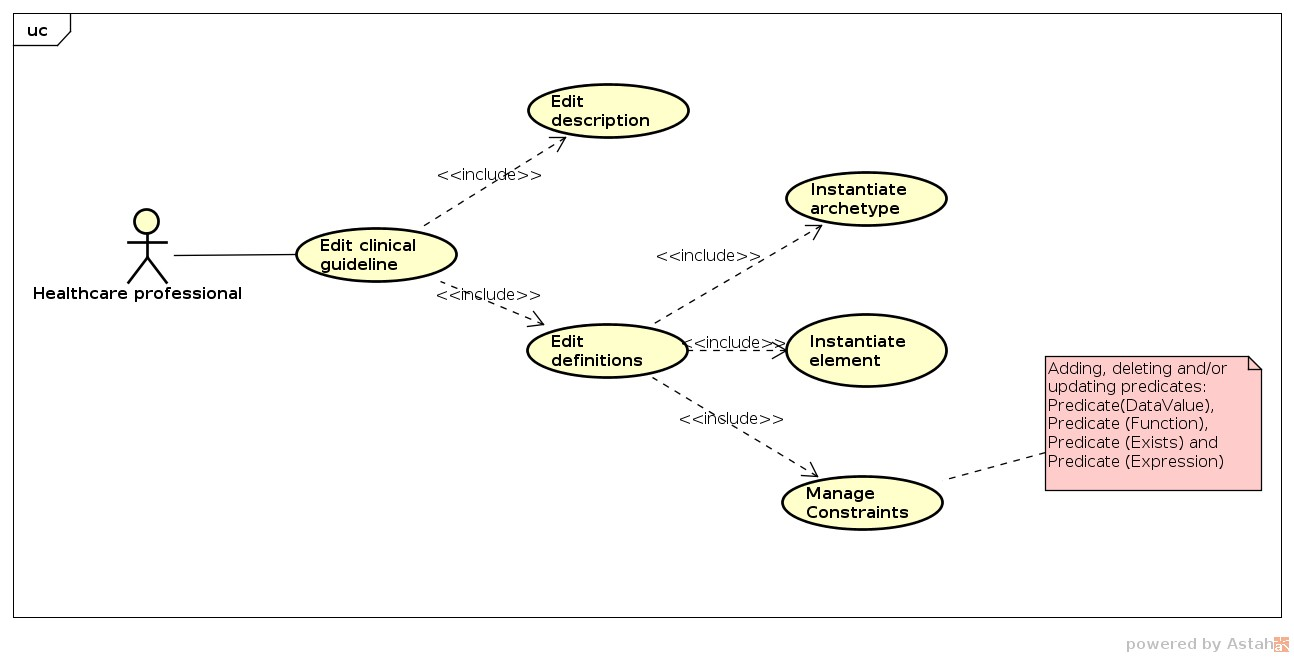 uc
Edit
description
<<include>>
Instantiate
archetype
Edit clinical
guideline
<<include>>
Healthcare professional
<<include>>
Edit
definitions
<<include>>
Instantiate
element
Adding, deleting and/or
updating predicates:
Predicate(DataValue),
Predicate (Function),
Predicate (Exists) and
Predicate (Expression)
<<include>>
Manage
Constraints
powered by Astah